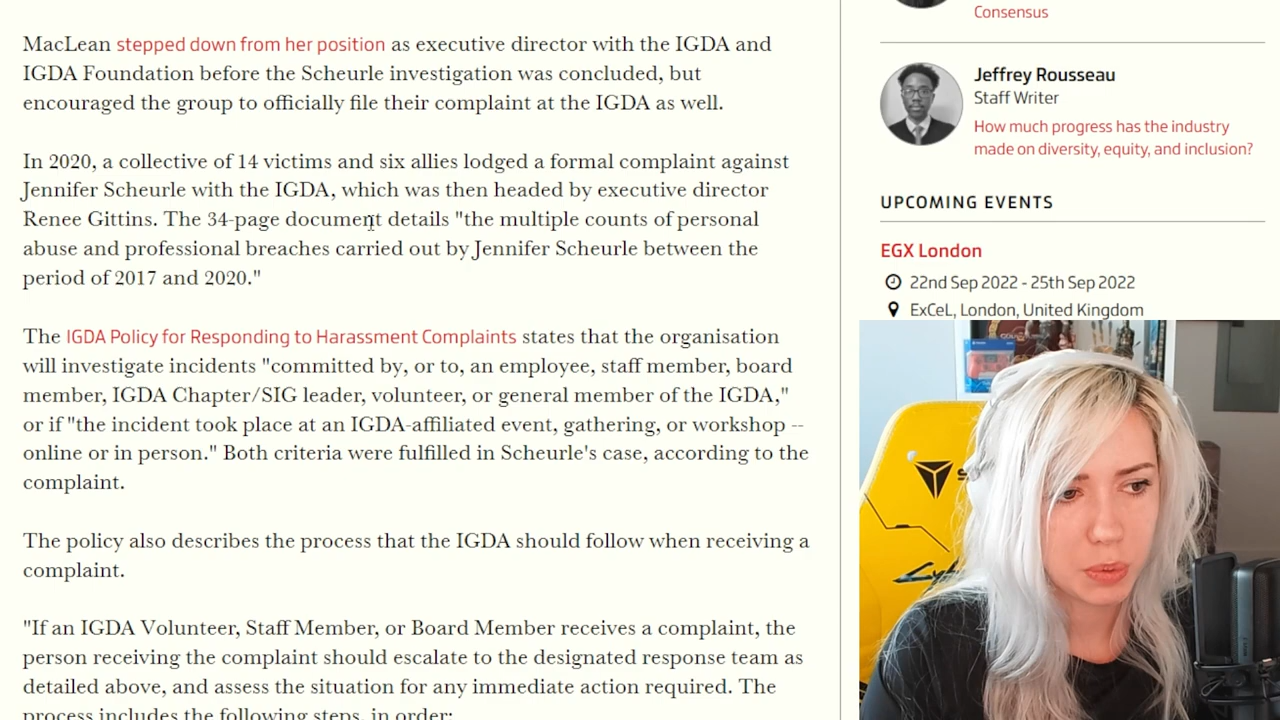 MacLean stepped down from her position as executive director with the IGDA and
IGDA Foundation before the Scheurle investigation was concluded, but
encouraged the group to officially file their complaint at the IGDA as well.
In 2020, a collective of 14 victims and six allies lodged a formal complaint against
Jennifer Scheurle with the IGDA, which was then headed by executive director
Renee Gittins. The 34-page document details "the multiple counts of personal
abuse and professional breaches carried out by Jennifer Scheurle between the
period of 2017 and 2020."
The IGDA Policy for Responding to Harassment Complaints states that the organisation
will investigate incidents "committed by, or to, an employee, staff member, board
member, IGDA Chapter/SIG leader, volunteer, or general member of the IGDA,"
or if "the incident took place at an IGDA-affiliated event, gathering, or workshop --
online or in person." Both criteria were fulfilled in Scheurle's case, according to the
complaint.
The policy also describes the process that the IGDA should follow when receiving a
complaint.
"If an IGDA Volunteer, Staff Member, or Board Member receives a complaint, the
person receiving the complaint should escalate to the designated response team as
detailed above, and assess the situation for any immediate action required. The
process includes the following steps, in order:
Consensus
Jeffrey Rousseau
Staff Writer
How much progress has the industry
made on diversity, equity, and inclusion?
UPCOMING EVENTS
EGX London
22nd Sep 2022 - 25th Sep 2022
ExCeL, London, United Kingdom